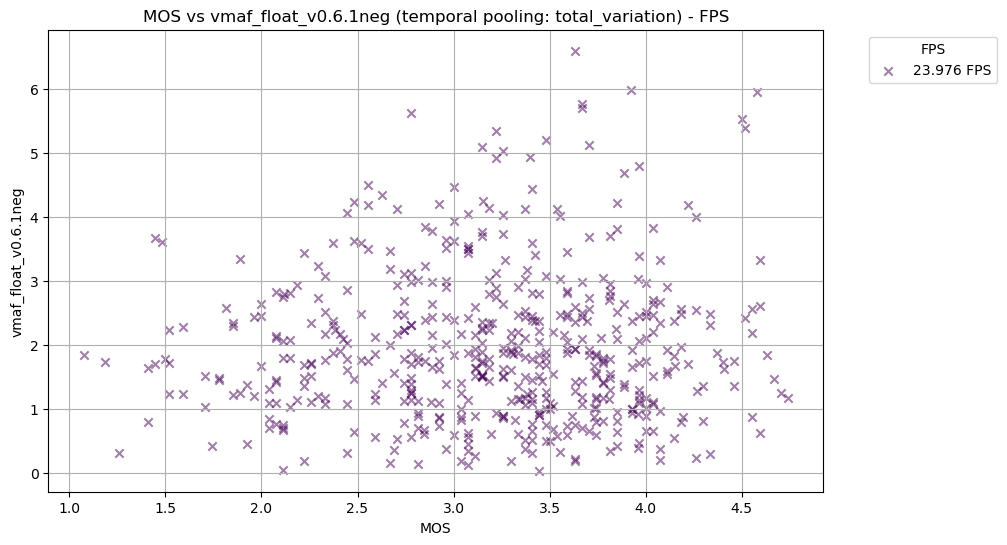 MOS vs vmaf_float_v0.6.1neg (temporal pooling: total_variation) - FPS
FPS
23.976 FPS
vmaf_float_v0.6.1neg
6
5
4
3
2
1
0
1.0 1.5 2.0 2.5 3.0 3.5 4.0 4.5
MOS